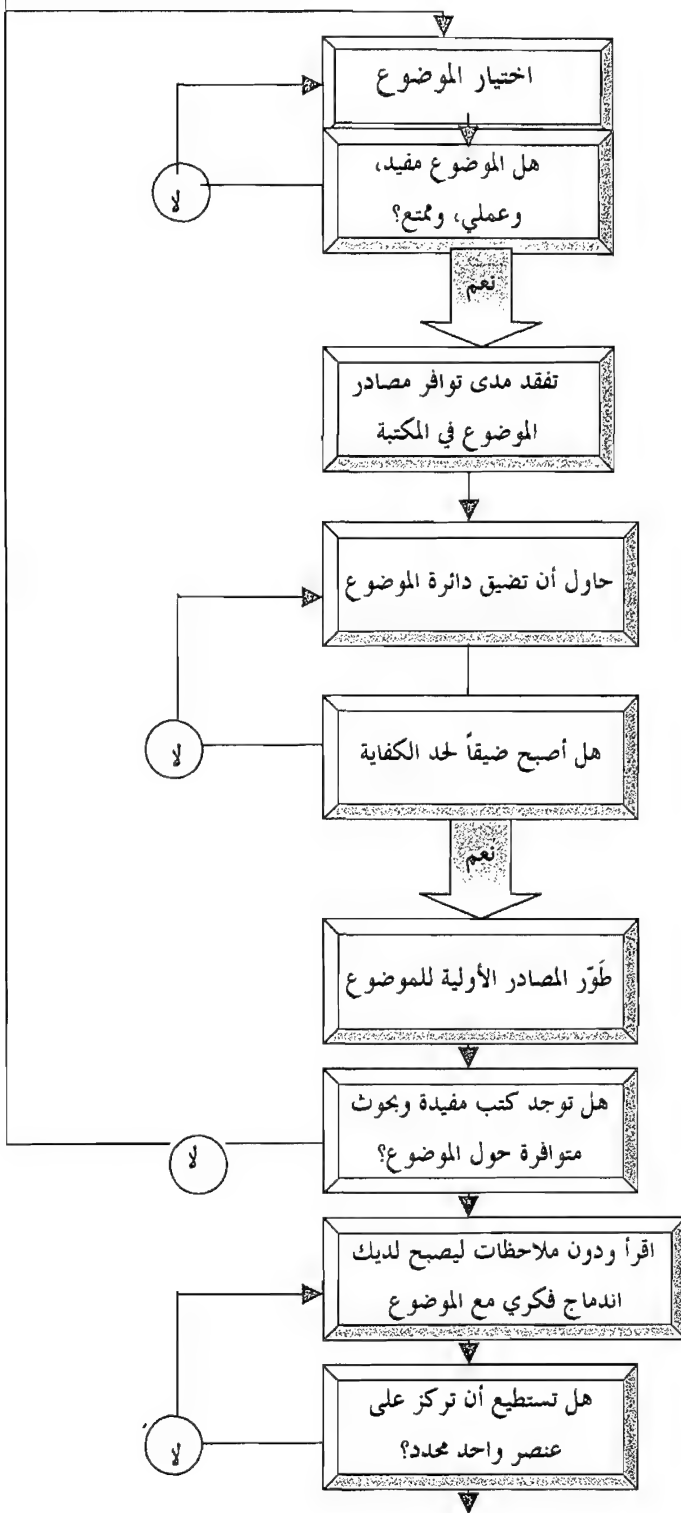 اختيار الموضوع
هل الموضوع مفيد،
وعملي، وممتع؟
لا
نعم
تفقد مدى توافر مصادر
الموضوع في المكتبة
حاول أن تضيق دائرة الموضوع
هل أصبح ضيقاً لحد الكفاية
لا
نعم
طَوّر المصادر الأولية للموضوع
هل توجد كتب مفيدة وبحوث
متوافرة حول الموضوع؟
لا
اقرأ ودون ملاحظات ليصبح لديك
اندماج فكري مع الموضوع
هل تستطيع أن تركز على
عنصر واحد محدد؟
لا